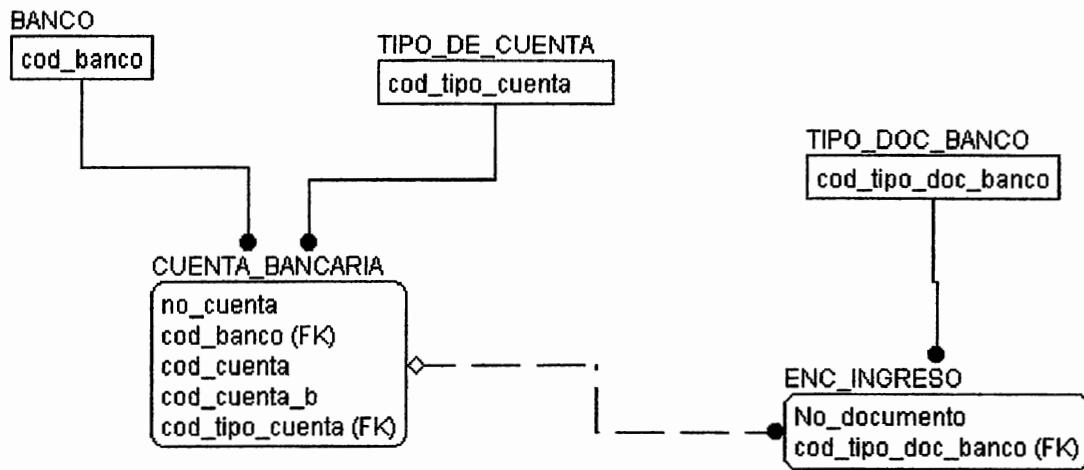 BANCO
cod_banco
TIPO_DE_CUENTA
cod_tipo_cuenta
TIPO_DOC_BANCO
cod_tipo_doc_banco
CUENTA_BANCARIA
no_cuenta
cod_banco (FK)
cod_cuenta
cod_cuenta_b
cod_tipo_cuenta (FK)
ENC_INGRESO
No_documento
cod_tipo_doc_banco (FK)